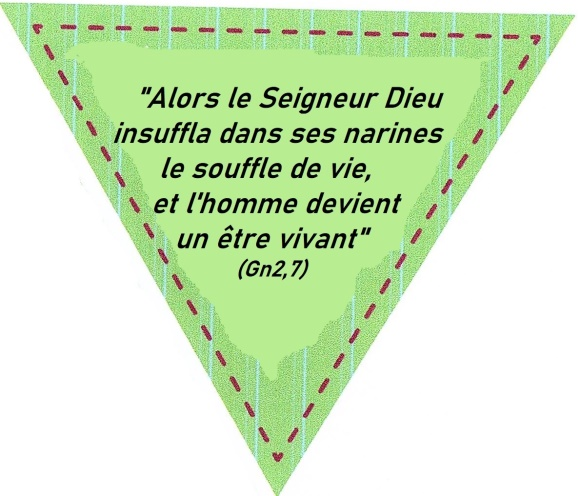 "Alors le Seigneur Dieu
insuffla dans ses narines
le souffle de vie,
et l'homme devient
un être vivant"
(Gn2,7)